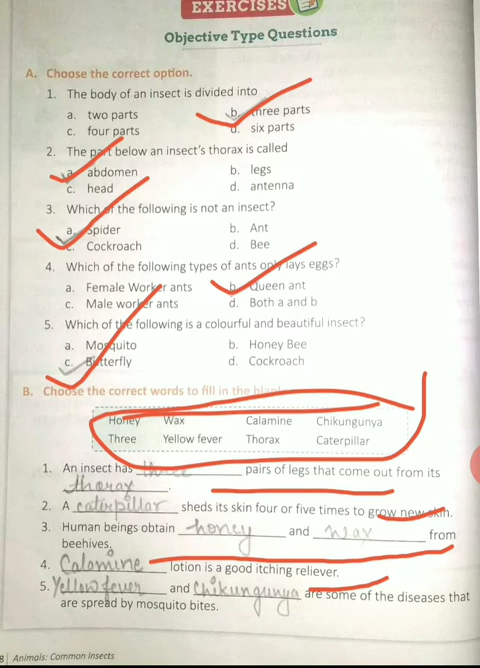 EXERCISES
Objective Type Questions
A. Choose the correct option.
1. The body of an insect is divided into
a. two parts b. three parts
c. four parts d. six parts
2. The part below an insect's thorax is called
a. abdomen b. legs
c. head d. antenna
3. Which of the following is not an insect?
a. Spider b. Ant
c. Cockroach d. Bee
4. Which of the following types of ants only lays eggs?
a. Female Worker ants b. Queen ant
c. Male worker ants d. Both a and b
5. Which of the following is a colourful and beautiful insect?
a. Mosquito b. Honey Bee
c. Butterfly d. Cockroach
B. Choose the correct words to fill in the blanks.
Honey Wax Calamine Chikungunya
Three Yellow fever Thorax Caterpillar
1. An insect has three pairs of legs that come out from its
thorax.
2. A caterpillar sheds its skin four or five times to grow new skin.
3. Human beings obtain honey and wax from
beehives.
4. Calamine lotion is a good itching reliever.
5. Yellow fever and Chikungunya are some of the diseases that
are spread by mosquito bites.
8 Animals: Common Insects